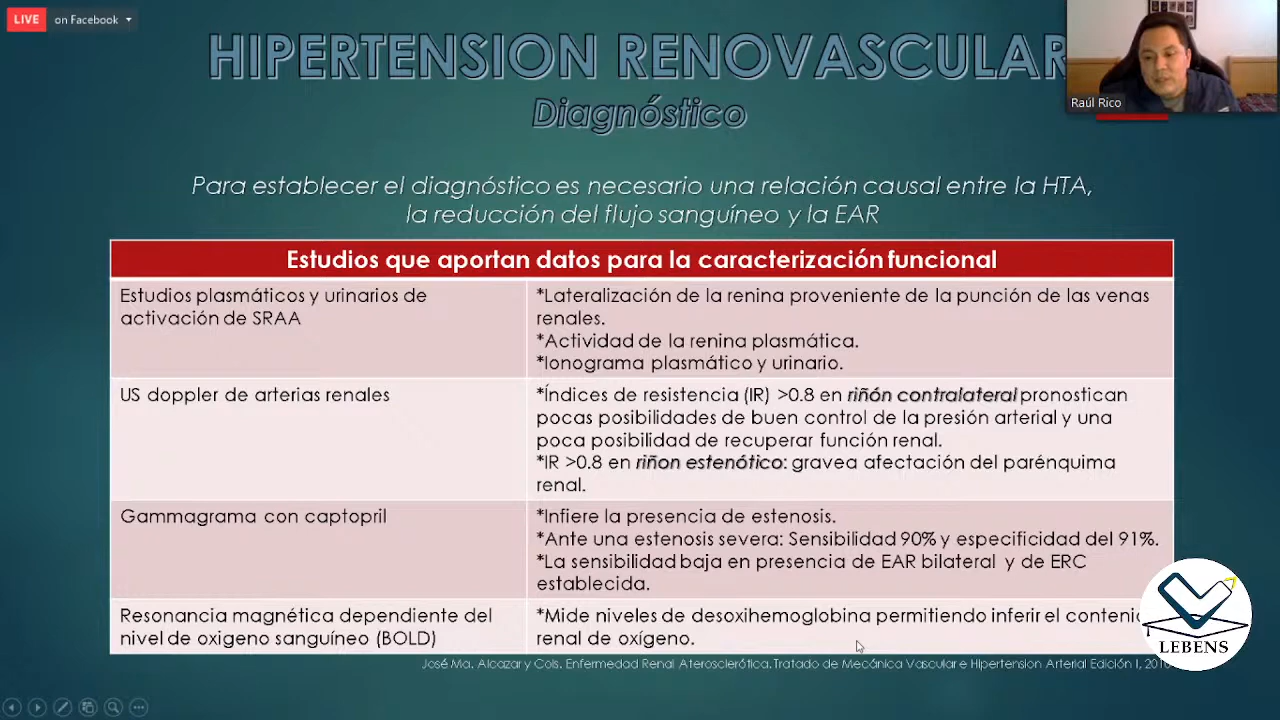 LIVE on Facebook
HIPERTENSION RENOVASCULAR
Raúl Rico
Diagnóstico
Para establecer el diagnóstico es necesario una relación causal entre la HTA,
la reducción del flujo sanguíneo y la EAR
Estudios que aportan datos para la caracterización funcional
Estudios plasmáticos y urinarios de
activación de SRAA
*Lateralización de la renina proveniente de la punción de las venas
renales.
*Actividad de la renina plasmática.
*Ionograma plasmático y urinario.
US doppler de arterias renales
*Índices de resistencia (IR) >0.8 en riñón contralateral pronostican
pocas posibilidades de buen control de la presión arterial y una
poca posibilidad de recuperar función renal.
*IR >0.8 en riñon estenótico: gravea afectación del parénquima
renal.
Gammagrama con captopril
*Infiere la presencia de estenosis.
*Ante una estenosis severa: Sensibilidad 90% y especificidad del 91%.
*La sensibilidad baja en presencia de EAR bilateral y de ERC
establecida.
Resonancia magnética dependiente del
nivel de oxigeno sanguíneo (BOLD)
*Mide niveles de desoxihemoglobina permitiendo inferir el
renal de oxígeno.
LEBENS
José Ma. Alcazar y Cols. Enfermedad Renal Aterosclerótica. Tratado de Mecánica Vascular e Hipertension Arterial Edición I,